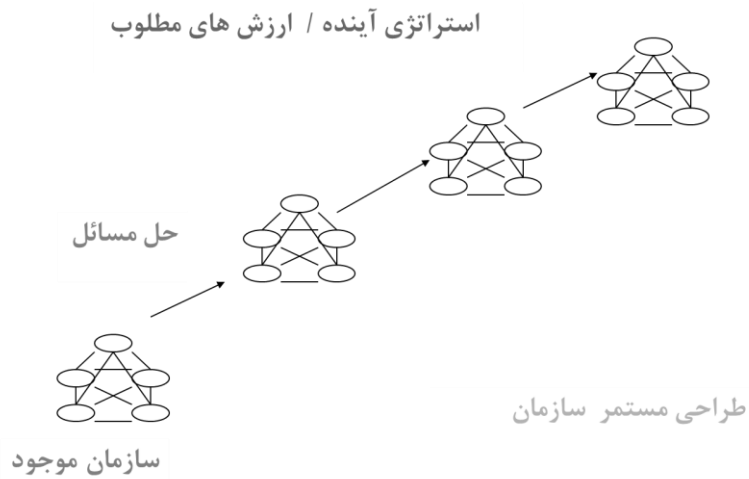 استراتژی آینده / ارزش های مطلوب
حل مسائل
طراحی مستمر سازمان
سازمان موجود